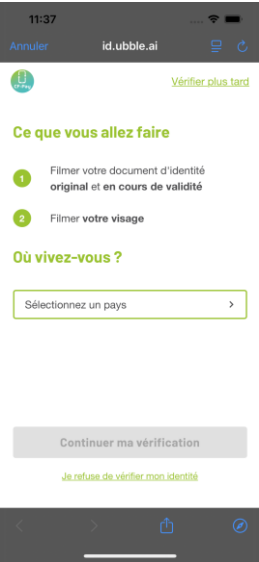 11:37
Annuler
id.ubble.ai
Vérifier plus tard
Ce que vous allez faire
1
Filmer votre document d'identité
original et en cours de validité
2
Filmer votre visage
Où vivez-vous ?
Sélectionnez un pays
Continuer ma vérification
Je refuse de vérifier mon identité